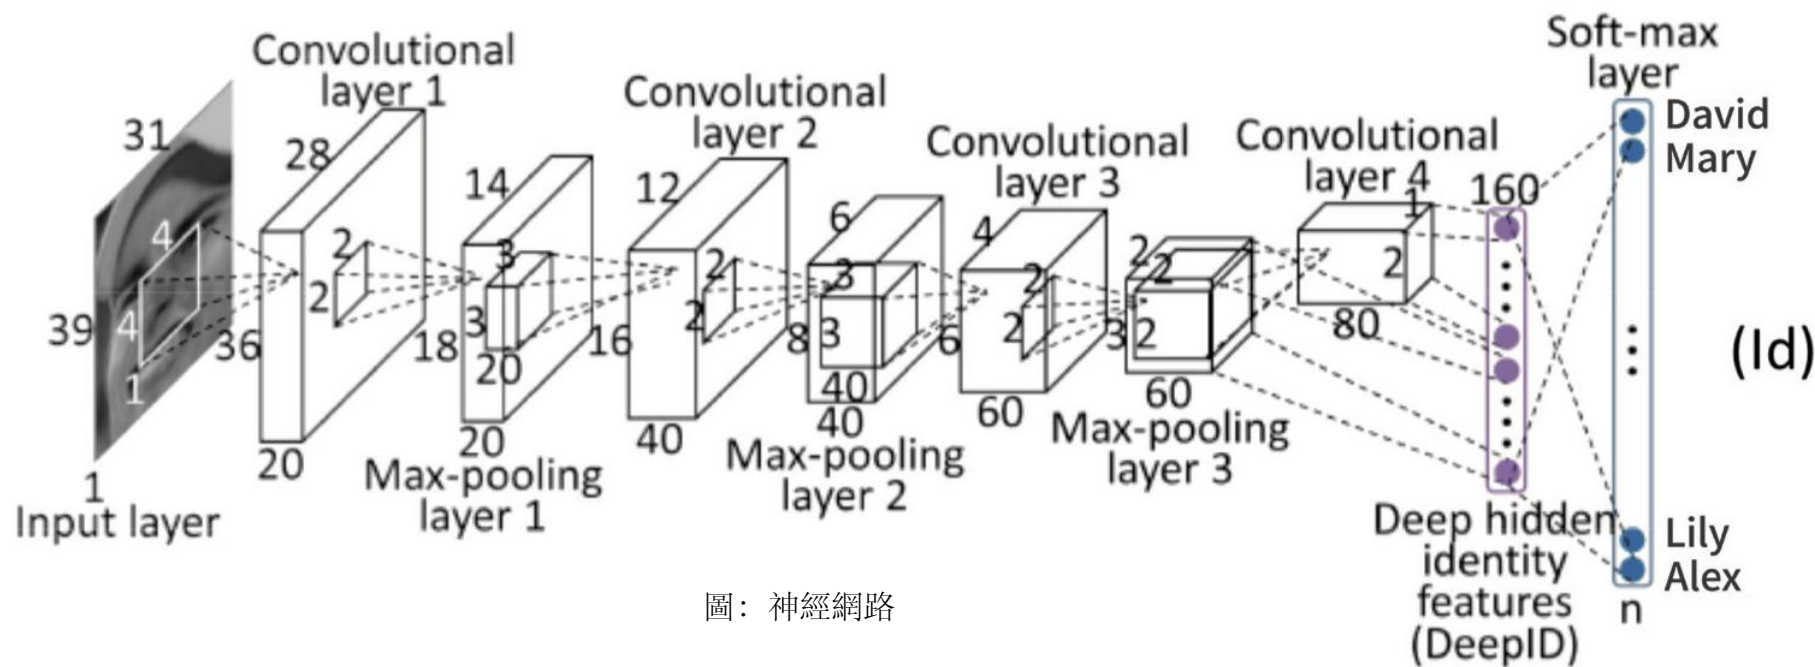 Convolutional
layer 1
Convolutional
layer 2
Convolutional
layer 3
Convolutional
layer 4
Soft-max
layer
David
Mary
Lily
Alex
n
(Id)
31
39
4
4
1
1
Input layer
28
36
20
2
2
14
18
20
3
3
20
Max-pooling
layer 1
12
16
40
2
2
6
8
40
3
3
40
Max-pooling
layer 2
4
6
60
2
2
2
3
60
2
2
Max-pooling
layer 3
1
2
80
160
Deep hidden
identity
features
(DeepID)
圖：神經網路